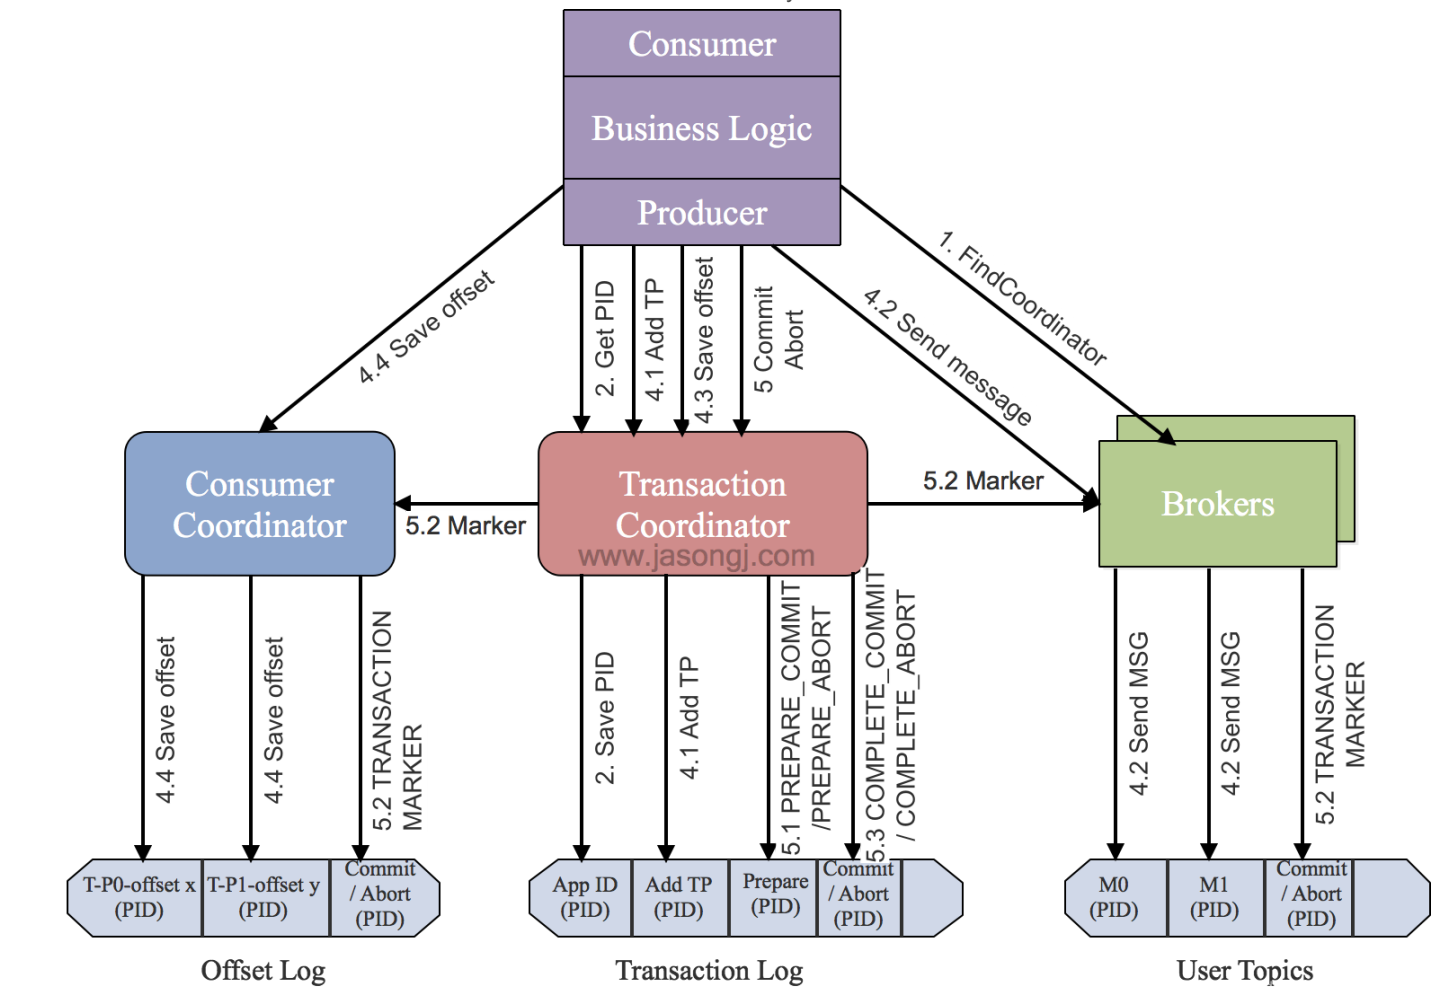 Consumer
Business Logic
Producer
1. FindCoordinator
4.4 Save offset
2. Get PID
4.1 Add TP
4.3 Save offset
5 Commit
Abort
4.2 Send message
Consumer
Coordinator
5.2 Marker
Transaction
Coordinator
www.jasongj.com
5.2 Marker
Brokers
4.4 Save offset
4.4 Save offset
5.2 TRANSACTION
MARKER
2. Save PID
4.1 Add TP
5.1 PREPARE_COMMIT
/PREPARE_ABORT
5.3 COMPLETE_COMMIT
/ COMPLETE_ABORT
4.2 Send MSG
4.2 Send MSG
5.2 TRANSACTION
MARKER
T-P0-offset x
(PID)
T-P1-offset y
(PID)
Commit
/ Abort
(PID)
App ID
(PID)
Add TP
(PID)
Prepare
(PID)
Commit
/ Abort
(PID)
M0
(PID)
M1
(PID)
Commit
/ Abort
(PID)
Offset Log
Transaction Log
User Topics